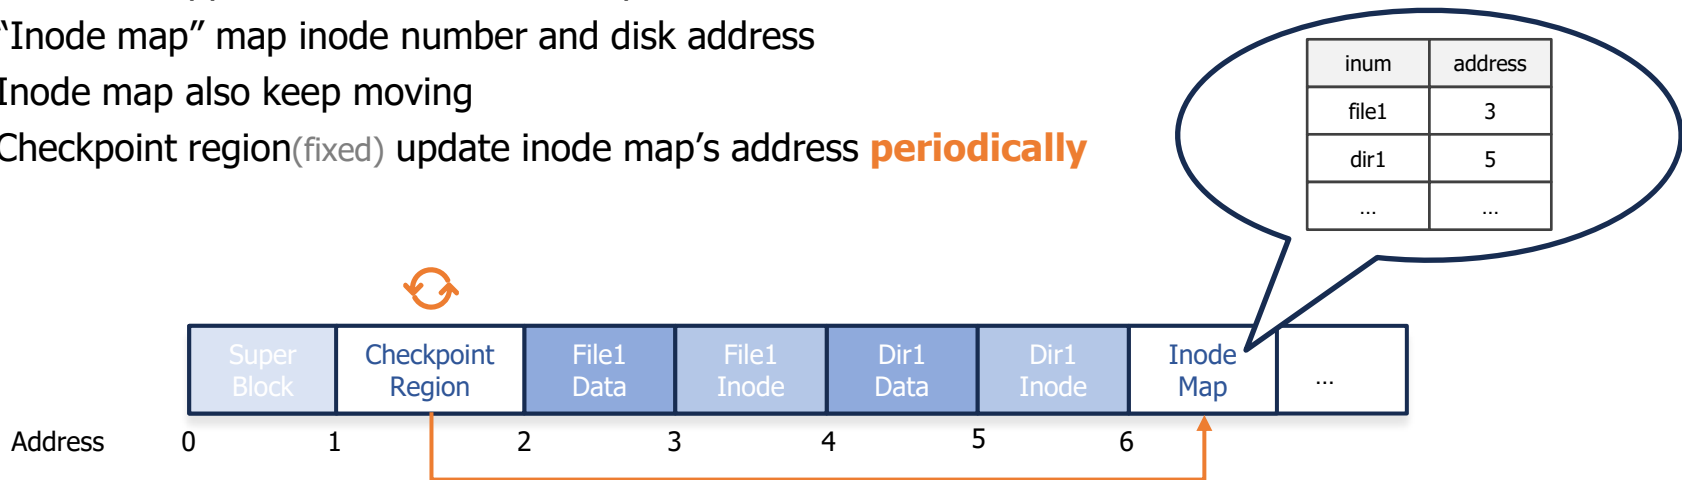 "Inode map" map inode number and disk address
Inode map also keep moving
Checkpoint region(fixed) update inode map's address periodically
inum address
file1 3
dir1 5
... ...
Super Block
Checkpoint Region
File1 Data
File1 Inode
Dir1 Data
Dir1 Inode
Inode Map
...
Address 0 1 2 3 4 5 6